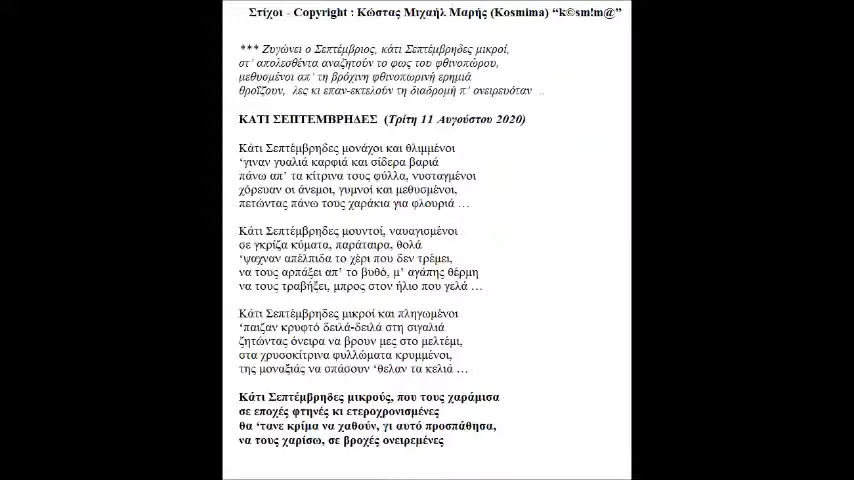 Στίχοι - Copyright : Κώστας Μιχαήλ Μαρής (Kosmima) “k©sm!m@”
*** Ζυγώνει ο Σεπτέμβριος, κάτι Σεπτέμβρηδες μικροί,
στ’ απολεσθέντα αναζητούν το φως του φθινοπώρου,
μεθυσμένοι απ’ τη βρόχινη φθινοπωρινή ερημιά
θροΐζουν, λες κι επαν-εκτελούν τη διαδρομή π’ ονειρευόταν ..
ΚΑΤΙ ΣΕΠΤΕΜΒΡΗΔΕΣ (Τρίτη 11 Αυγούστου 2020)
Κάτι Σεπτέμβρηδες μονάχοι και θλιμμένοι
‘γιναν γυαλιά καρφιά και σίδερα βαριά
πάνω απ’ τα κίτρινα τους φύλλα, νυσταγμένοι
χόρευαν οι άνεμοι, γυμνοί και μεθυσμένοι,
πετώντας πάνω τους χαράκια για φλουριά …
Κάτι Σεπτέμβρηδες μουντοί, ναυαγισμένοι
σε γκρίζα κύματα, παράταιρα, θολά
‘ψαχναν απέλπιδα το χέρι που δεν τρέμει,
να τους αρπάξει απ’ το βυθό, μ’ αγάπης θέρμη
να τους τραβήξει, μπρος στον ήλιο που γελά …
Κάτι Σεπτέμβρηδες μικροί και πληγωμένοι
‘παιζαν κρυφτό δειλά-δειλά στη σιγαλιά
ζητώντας όνειρα να βρουν μες στο μελτέμι,
στα χρυσοκίτρινα φυλλώματα κρυμμένοι,
της μοναξιάς να σπάσουν ‘θελαν τα κελιά …
Κάτι Σεπτέμβρηδες μικρούς, που τους χαράμισα
σε εποχές φτηνές κι ετεροχρονισμένες
θα ‘τανε κρίμα να χαθούν, γι αυτό προσπάθησα,
να τους χαρίσω, σε βροχές ονειρεμένες